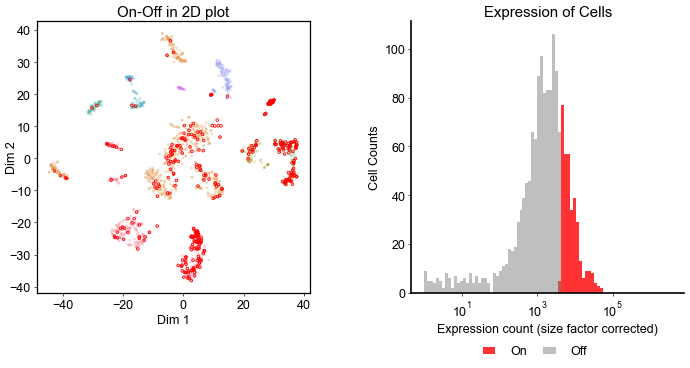 On-Off in 2D plot
40
30
20
10
0
−10
−20
−30
−40
Dim 2
−40 −20 0 20 40
Dim 1
Expression of Cells
100
80
60
40
20
0
Cell Counts
10^1 10^3 10^5
Expression count (size factor corrected)
On Off